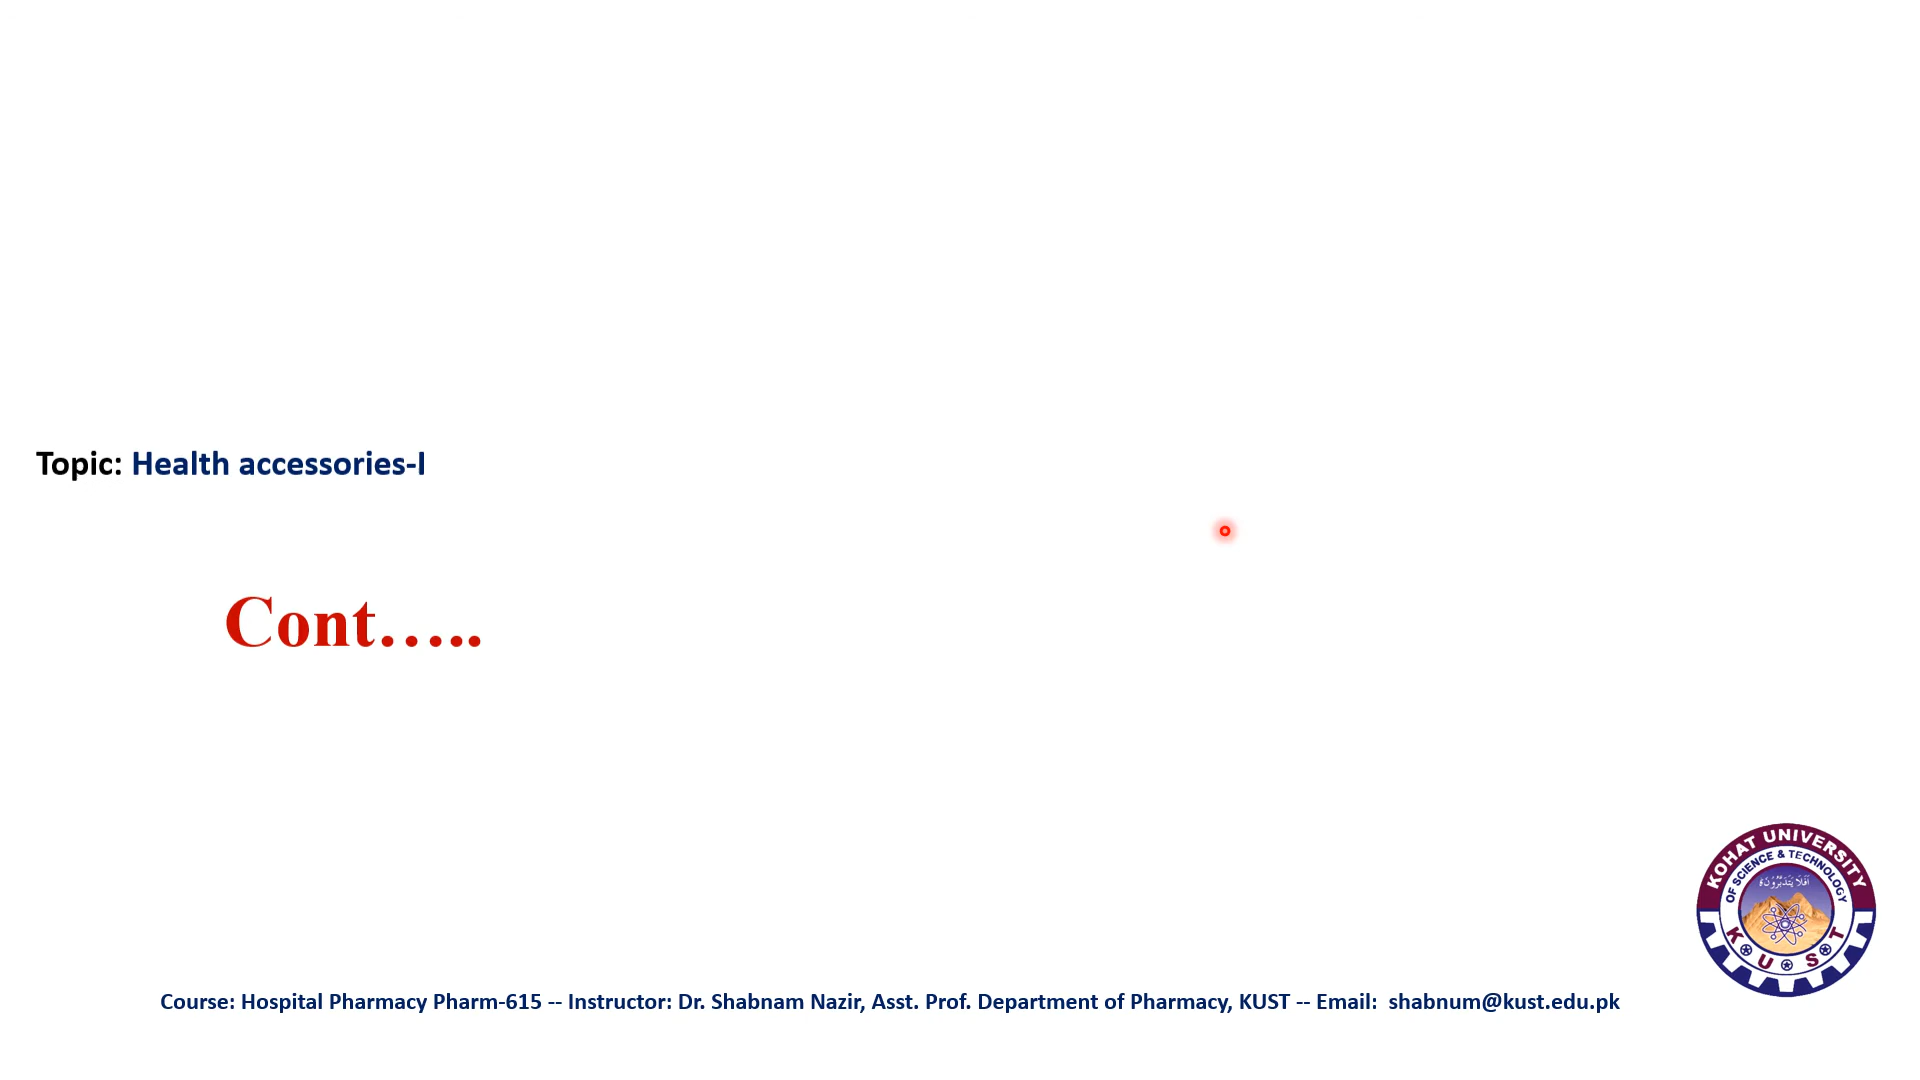 Topic: Health accessories-I
Cont…..
KOHAT UNIVERSITY
OF SCIENCE & TECHNOLOGY
أَفَلَا يَتَدَبَّرُونَ
K U S T
Course: Hospital Pharmacy Pharm-615 -- Instructor: Dr. Shabnam Nazir, Asst. Prof. Department of Pharmacy, KUST -- Email: shabnum@kust.edu.pk